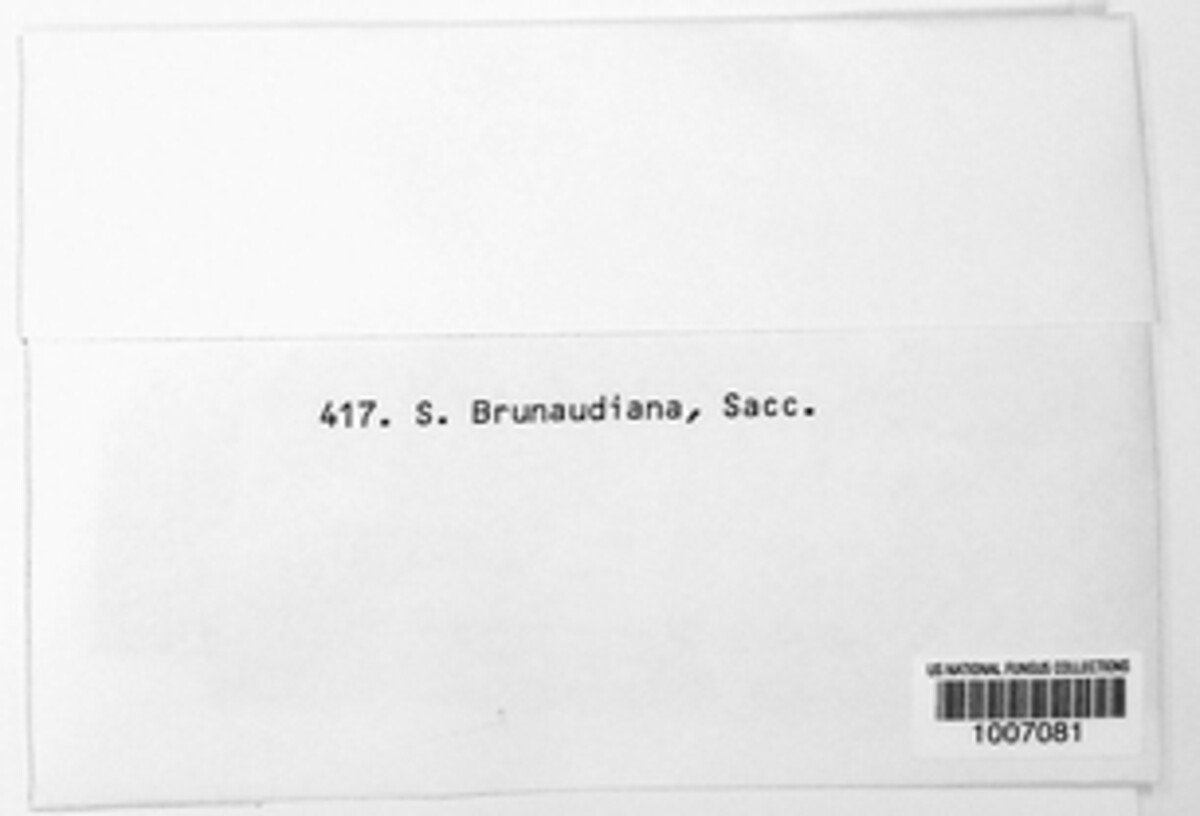 417. S. Brunaudiana, Sacc.
US NATIONAL FUNGUS COLLECTIONS
1007081